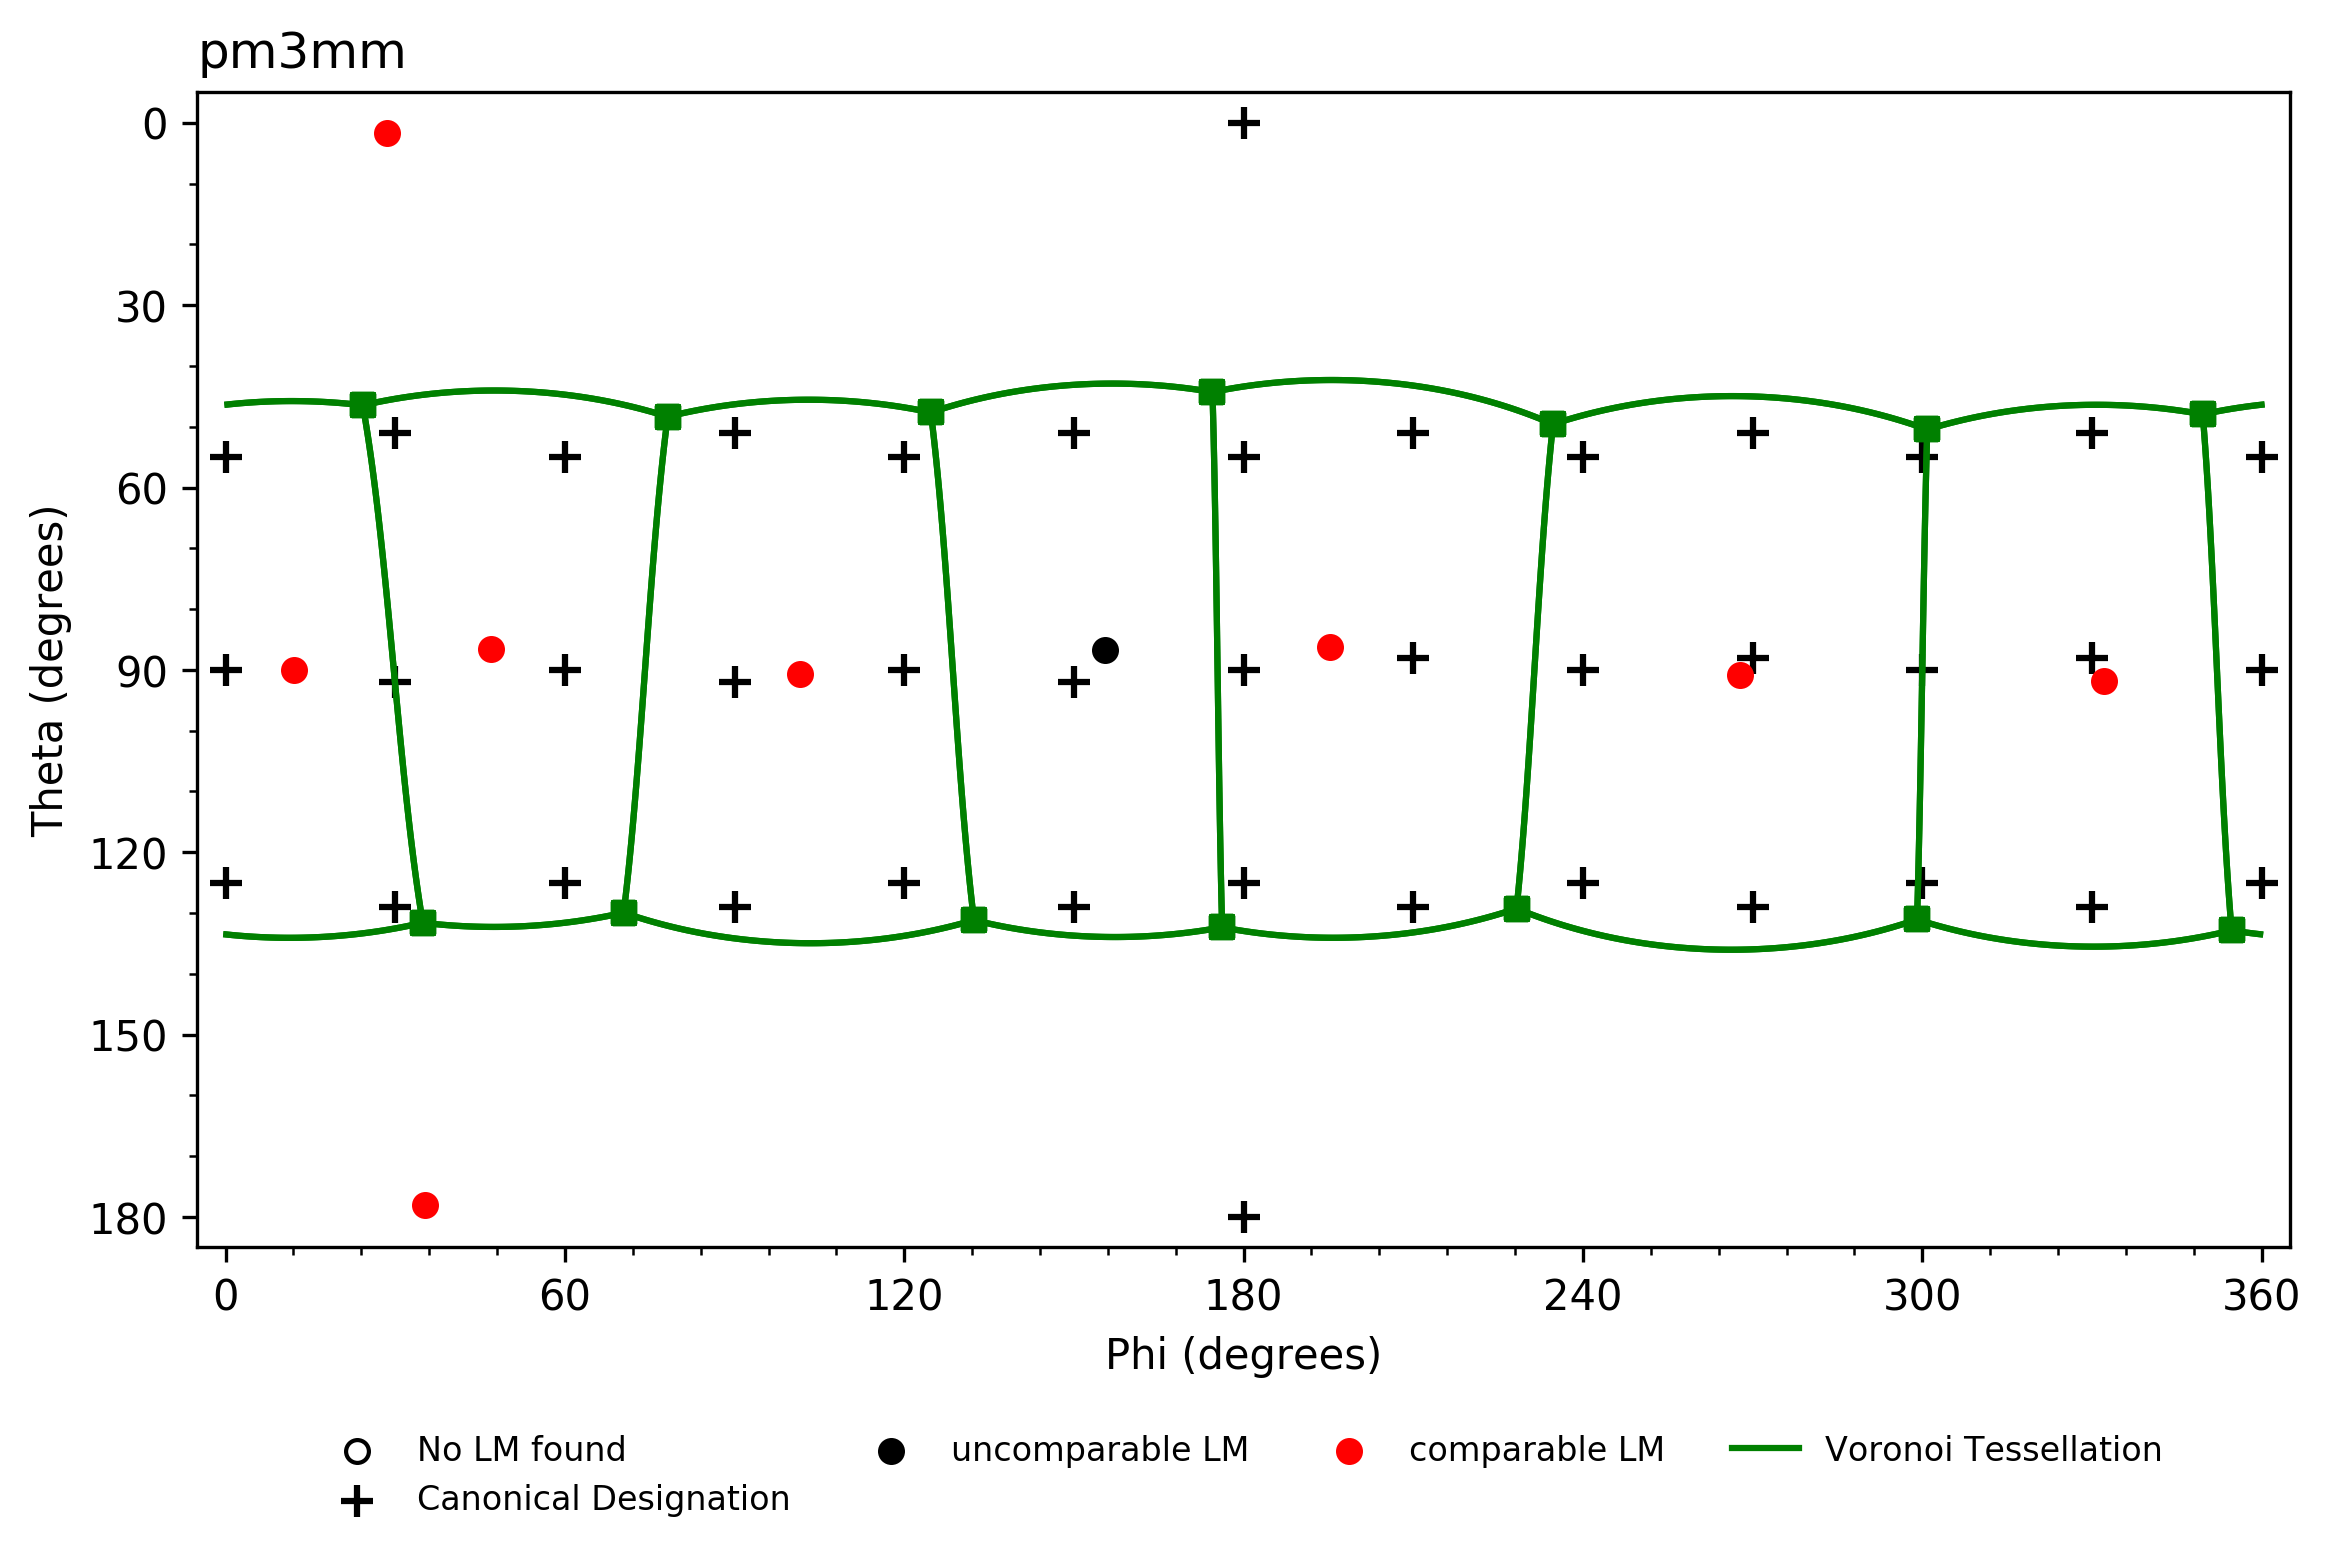 pm3mm
0
30
60
90
120
150
180
Theta (degrees)
0 60 120 180 240 300 360
Phi (degrees)
No LM found uncomparable LM comparable LM Voronoi Tessellation
Canonical Designation